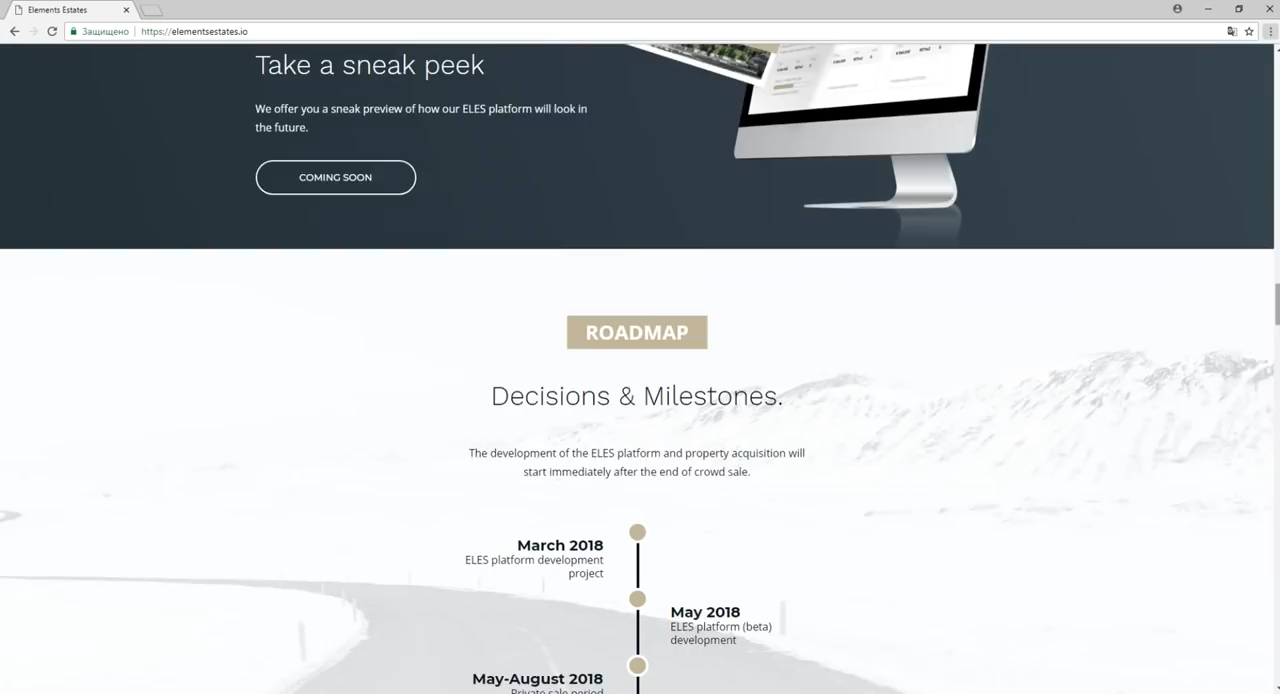 Elements Estates
Защищено
https://elementsestates.io
Take a sneak peek
We offer you a sneak preview of how our ELES platform will look in
the future.
COMING SOON
ROADMAP
Decisions & Milestones.
The development of the ELES platform and property acquisition will
start immediately after the end of crowd sale.
March 2018
ELES platform development
project
May 2018
ELES platform (beta)
development
May-August 2018
Private sale period